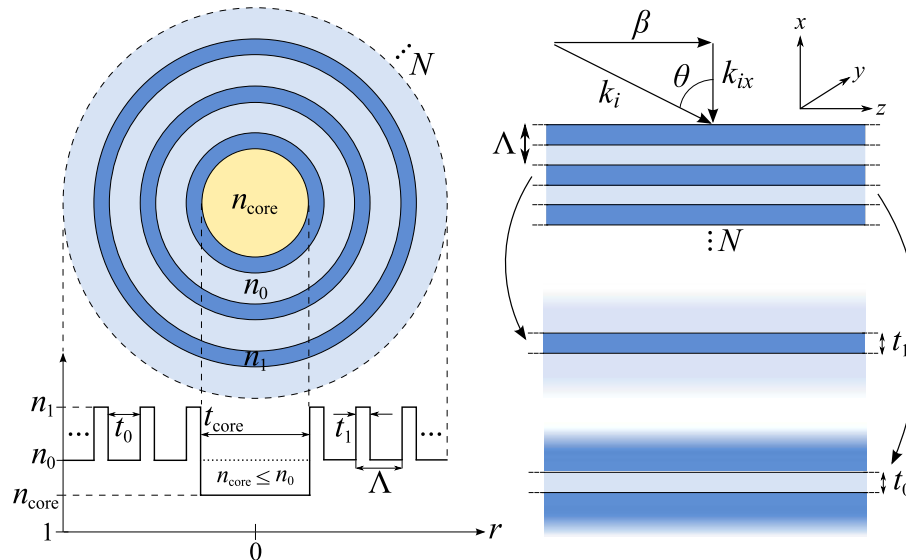 ⋰ N
n_core
n_0
n_1
n_1
n_0
n_core
1
... t_0
t_core
t_1 ...
n_core ≤ n_0
Λ
r
0
β
θ
k_i
k_ix
x
y
z
Λ
⋮ N
t_1
t_0